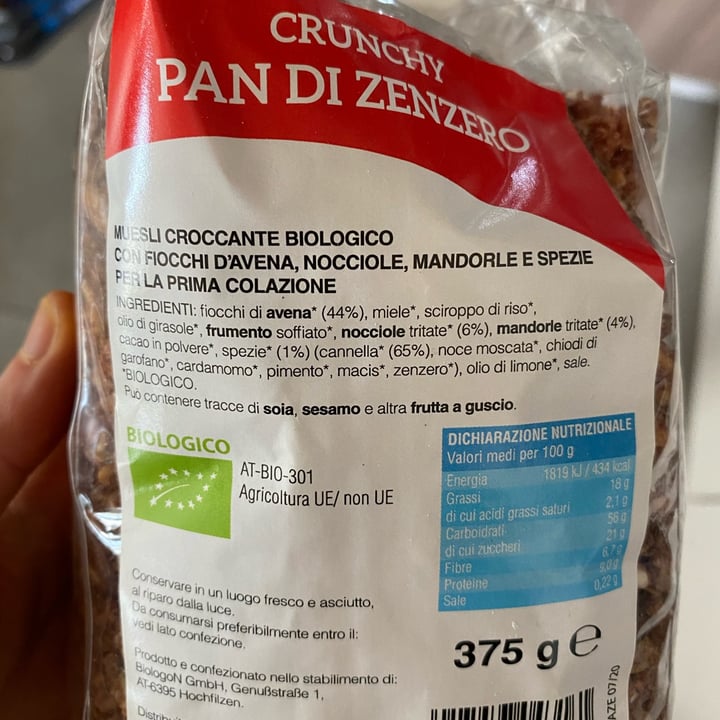 CRUNCHY
PAN DI ZENZERO
MUESLI CROCCANTE BIOLOGICO
CON FIOCCHI D'AVENA, NOCCIOLE, MANDORLE E SPEZIE
PER LA PRIMA COLAZIONE
INGREDIENTI: fiocchi di avena* (44%), miele*, sciroppo di riso*,
olio di girasole*, frumento soffiato*, nocciole tritate* (6%), mandorle tritate* (4%),
cacao in polvere*, spezie* (1%) (cannella* (65%), noce moscata*, chiodi di
garofano*, cardamomo*, pimento*, macis*, zenzero*), olio di limone*, sale.
*BIOLOGICO.
Può contenere tracce di soia, sesamo e altra frutta a guscio.
BIOLOGICO
AT-BIO-301
Agricoltura UE/ non UE
DICHIARAZIONE NUTRIZIONALE
Valori medi per 100 g
Energia 1819 kJ / 434 kcal
Grassi 18 g
di cui acidi grassi saturi 2,1 g
Carboidrati 56 g
di cui zuccheri 21 g
Fibre 6,7 g
Proteine 9,0 g
Sale 0,22 g
Conservare in un luogo fresco e asciutto,
al riparo dalla luce.
Da consumarsi preferibilmente entro il:
vedi lato confezione.
375 g e
Prodotto e confezionato nello stabilimento di:
BiologoN GmbH, Genußstraße 1,
AT-6395 Hochfilzen.
AZE 07/20